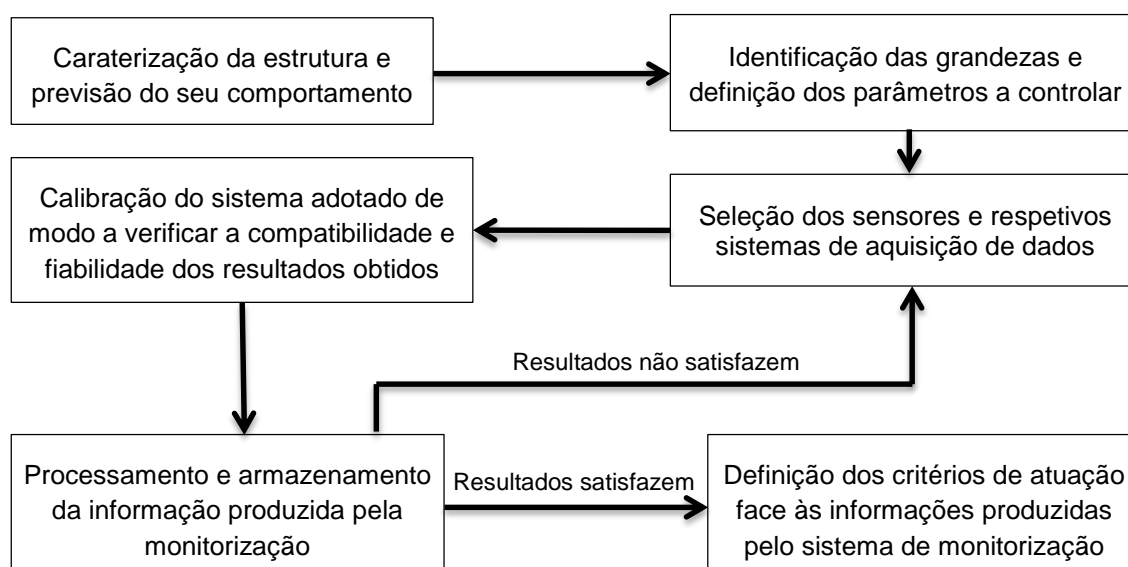 Caraterização da estrutura e
previsão do seu comportamento
Identificação das grandezas e
definição dos parâmetros a controlar
Seleção dos sensores e respetivos
sistemas de aquisição de dados
Calibração do sistema adotado de
modo a verificar a compatibilidade e
fiabilidade dos resultados obtidos
Resultados não satisfazem
Processamento e armazenamento
da informação produzida pela
monitorização
Resultados satisfazem
Definição dos critérios de atuação
face às informações produzidas
pelo sistema de monitorização